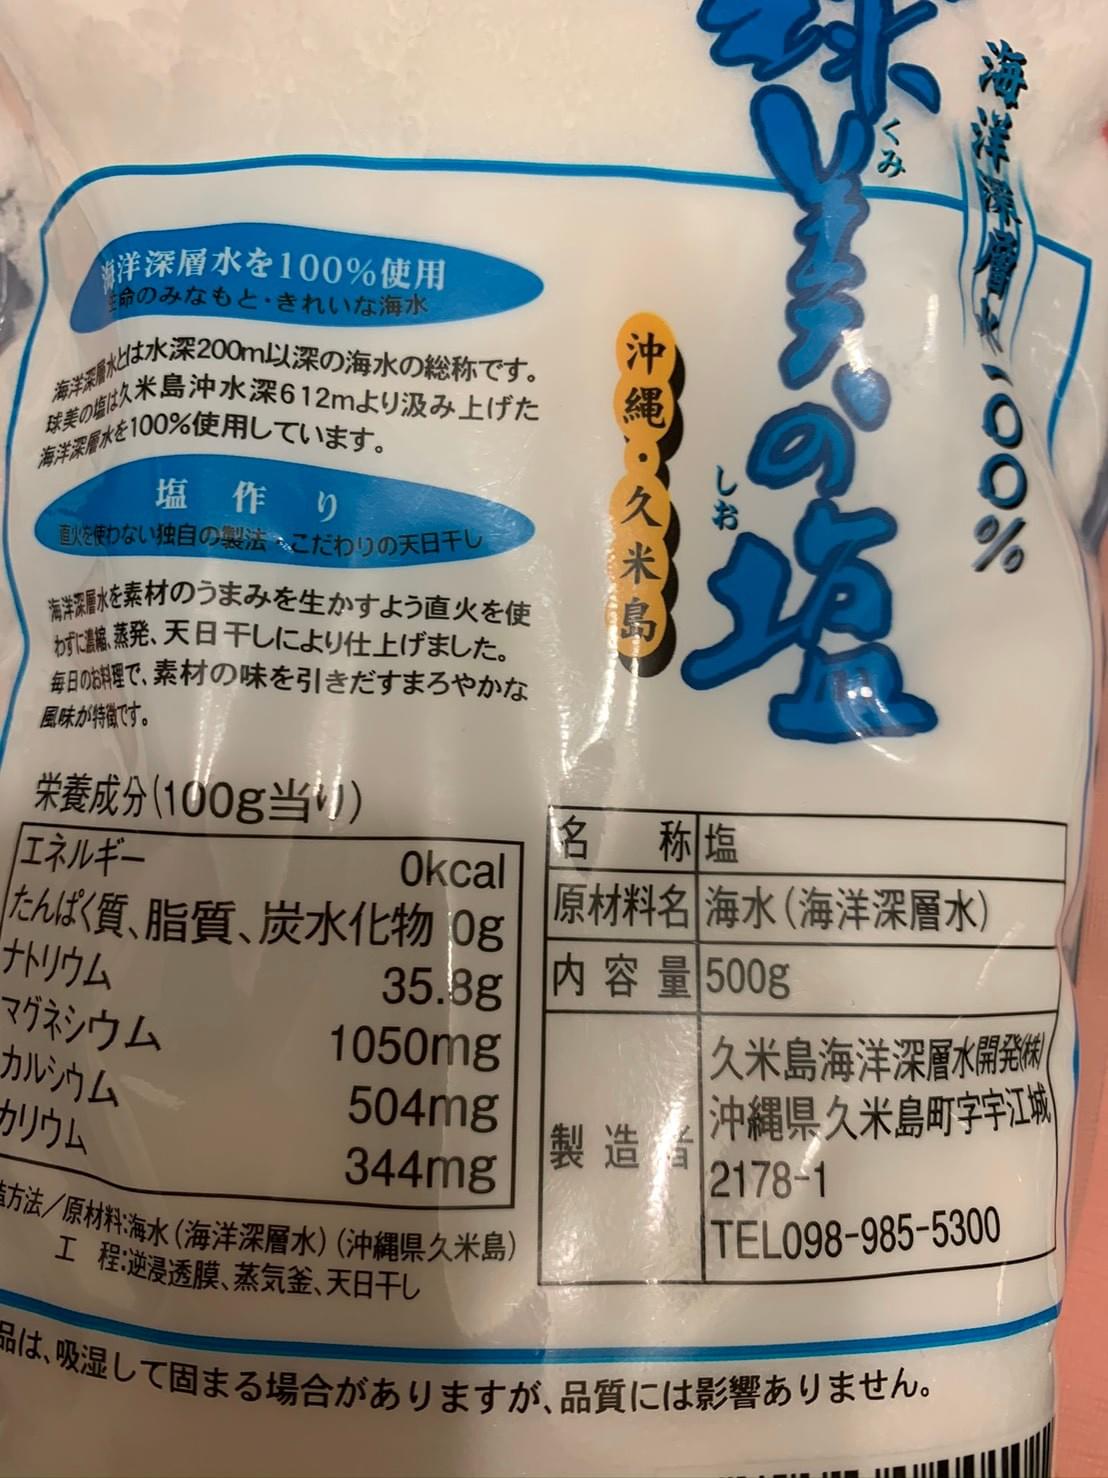 海洋深層水100%
球美の塩
くみ
しお
沖縄・久米島
海洋深層水を100%使用
生命のみなもと・きれいな海水
海洋深層水とは水深200m以深の海水の総称です。
球美の塩は久米島沖水深612mより汲み上げた
海洋深層水を100%使用しています。
塩作り
直火を使わない独自の製法・こだわりの天日干し
海洋深層水を素材のうまみを生かすよう直火を使
わずに濃縮、蒸発、天日干しにより仕上げました。
毎日のお料理で、素材の味を引きだすまろやかな
風味が特徴です。
栄養成分(100g当り)
エネルギー 0kcal
たんぱく質、脂質、炭水化物 0g
ナトリウム 35.8g
マグネシウム 1050mg
カルシウム 504mg
カリウム 344mg
造方法/原材料:海水(海洋深層水)(沖縄県久米島)
工 程:逆浸透膜、蒸気釜、天日干し
名 称 塩
原材料名 海水(海洋深層水)
内容量 500g
製造者 久米島海洋深層水開発(株)
沖縄県久米島町字宇江城
2178-1
TEL098-985-5300
品は、吸湿して固まる場合がありますが、品質には影響ありません。